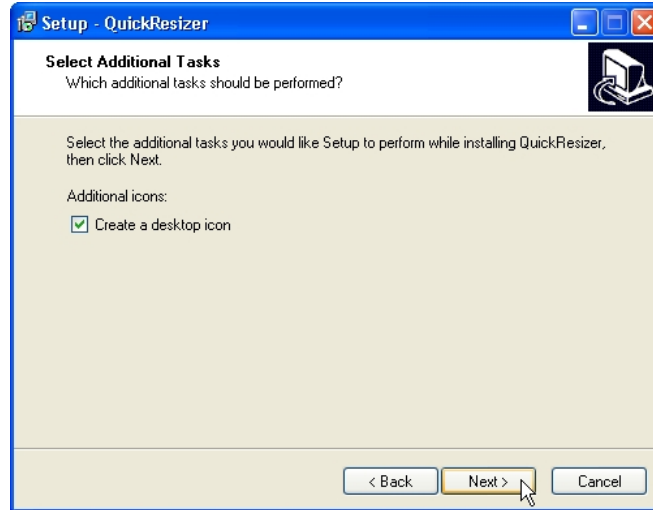 Setup - QuickResizer
Select Additional Tasks
Which additional tasks should be performed?
Select the additional tasks you would like Setup to perform while installing QuickResizer,
then click Next.
Additional icons:
Create a desktop icon
< Back Next > Cancel